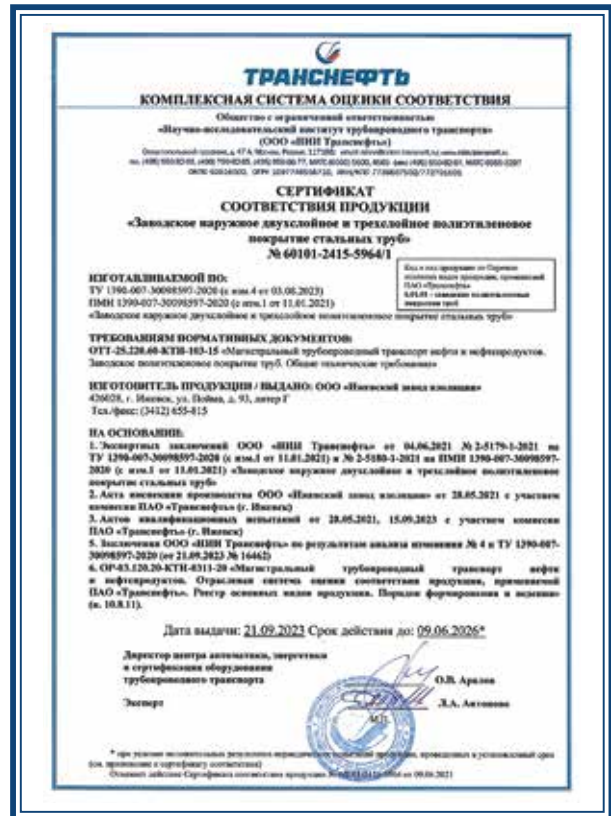 ТРАНСНЕФТЬ
КОМПЛЕКСНАЯ СИСТЕМА ОЦЕНКИ СООТВЕТСТВИЯ
Общество с ограниченной ответственностью
«Научно-исследовательский институт трубопроводного транспорта»
(ООО «НИИ Транснефть»)
СЕРТИФИКАТ
СООТВЕТСТВИЯ ПРОДУКЦИИ
«Заводское наружное двухслойное и трехслойное полиэтиленовое
покрытие стальных труб»
№ 60101-2415-5964/1
ИЗГОТАВЛИВАЕМОЙ ПО:
ТУ 1390-007-30098597-2020 (с изм.4 от 03.08.2023)
ПМИ 1390-007-30098597-2020 (с изм.1 от 11.01.2021)
«Заводское наружное двухслойное и трехслойное полиэтиленовое покрытие стальных труб»
ТРЕБОВАНИЯМ НОРМАТИВНЫХ ДОКУМЕНТОВ:
ОТТ-25.220.60-КТН-103-15 «Магистральный трубопроводный транспорт нефти и нефтепродуктов.
Заводское полиэтиленовое покрытие труб. Общие технические требования»
ИЗГОТОВИТЕЛЬ ПРОДУКЦИИ / ВЫДАНО: ООО «Ижевский завод изоляции»
426028, г. Ижевск, ул. Пойма, д. 93, литер Г
Тел./факс: (3412) 655-815
НА ОСНОВАНИИ:
1. Экспертных заключений ООО «НИИ Транснефть» от 04.06.2021 № 2-5179-1-2021 на
ТУ 1390-007-30098597-2020 (с изм.1 от 11.01.2021) и № 2-5180-1-2021 на ПМИ 1390-007-30098597-
2020 (с изм.1 от 11.01.2021) «Заводское наружное двухслойное и трехслойное полиэтиленовое
покрытие стальных труб»
2. Акта инспекции производства ООО «Ижевский завод изоляции» от 28.05.2021 с участием
комиссии ПАО «Транснефть» (г. Ижевск)
3. Актов квалификационных испытаний от 28.05.2021, 15.09.2023 с участием комиссии
ПАО «Транснефть» (г. Ижевск)
5. Заключения ООО «НИИ Транснефть» по результатам анализа изменения № 4 к ТУ 1390-007-
30098597-2020 (от 21.09.2023 № 16462)
6. ОР-03.120.20-КТН-0311-20 «Магистральный трубопроводный транспорт нефти
и нефтепродуктов. Отраслевая система оценки соответствия продукции, применяемой
ПАО «Транснефть». Реестр основных видов продукции. Порядок формирования и ведения»
(п. 10.8.11).
Дата выдачи: 21.09.2023 Срок действия до: 09.06.2026*
Директор центра автоматики, энергетики
и сертификации оборудования
трубопроводного транспорта О.В. Аралов
Эксперт Л.А. Антонова
М.П.